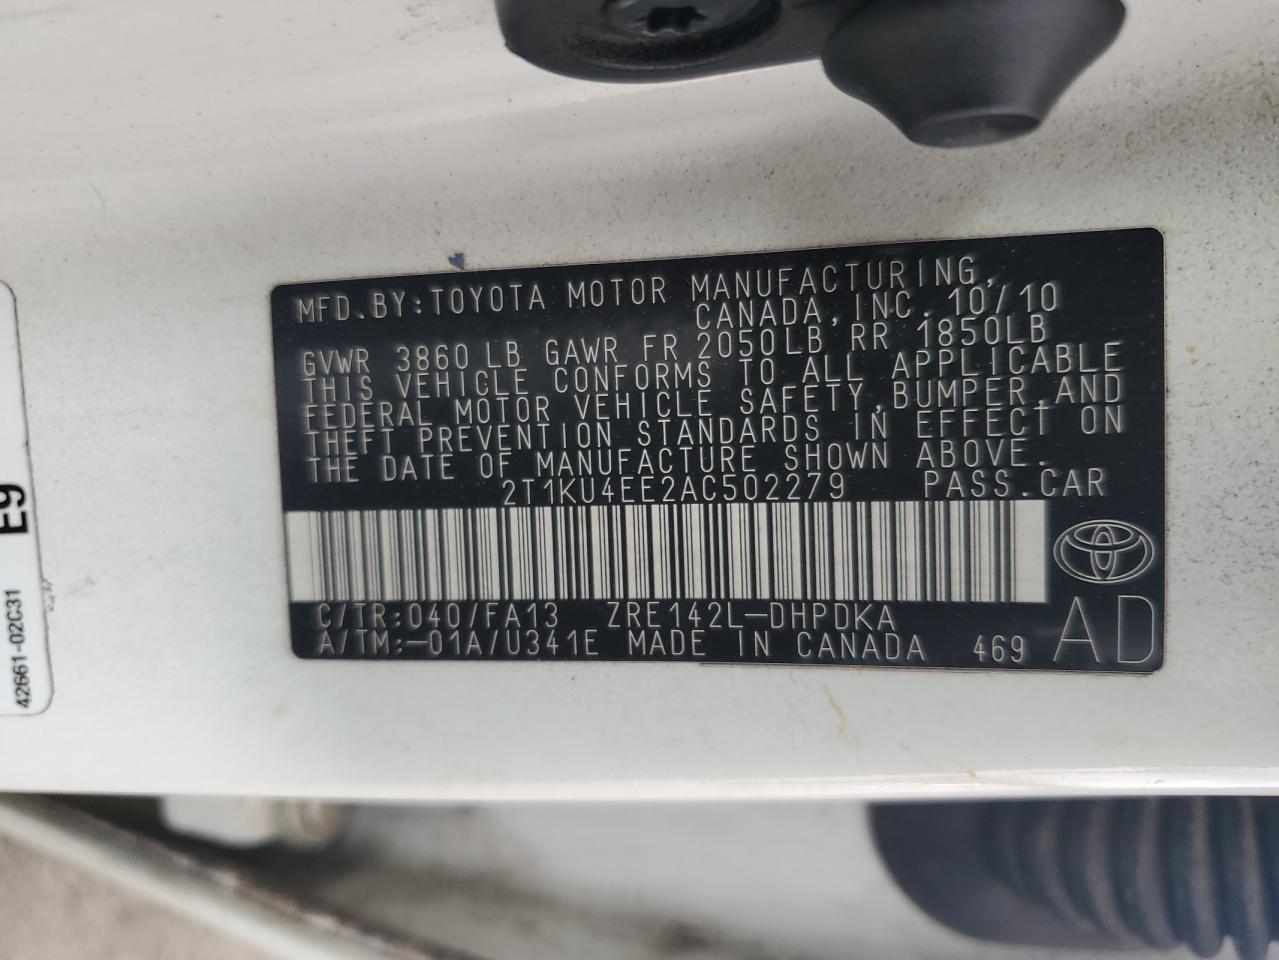 MFD.BY:TOYOTA MOTOR MANUFACTURING,
CANADA, INC. 10/10
GVWR 3860LB GAWR FR 2050LB RR 1850LB
THIS VEHICLE CONFORMS TO ALL APPLICABLE
FEDERAL MOTOR VEHICLE SAFETY, BUMPER, AND
THEFT PREVENTION STANDARDS IN EFFECT ON
THE DATE OF MANUFACTURE SHOWN ABOVE.
2T1KU4EE2AC502279 PASS.CAR
C/TR:040/FA13 ZRE142L-DHPDKA
A/TM:-01A/U341E MADE IN CANADA 469
AD
E9
42661-02C31